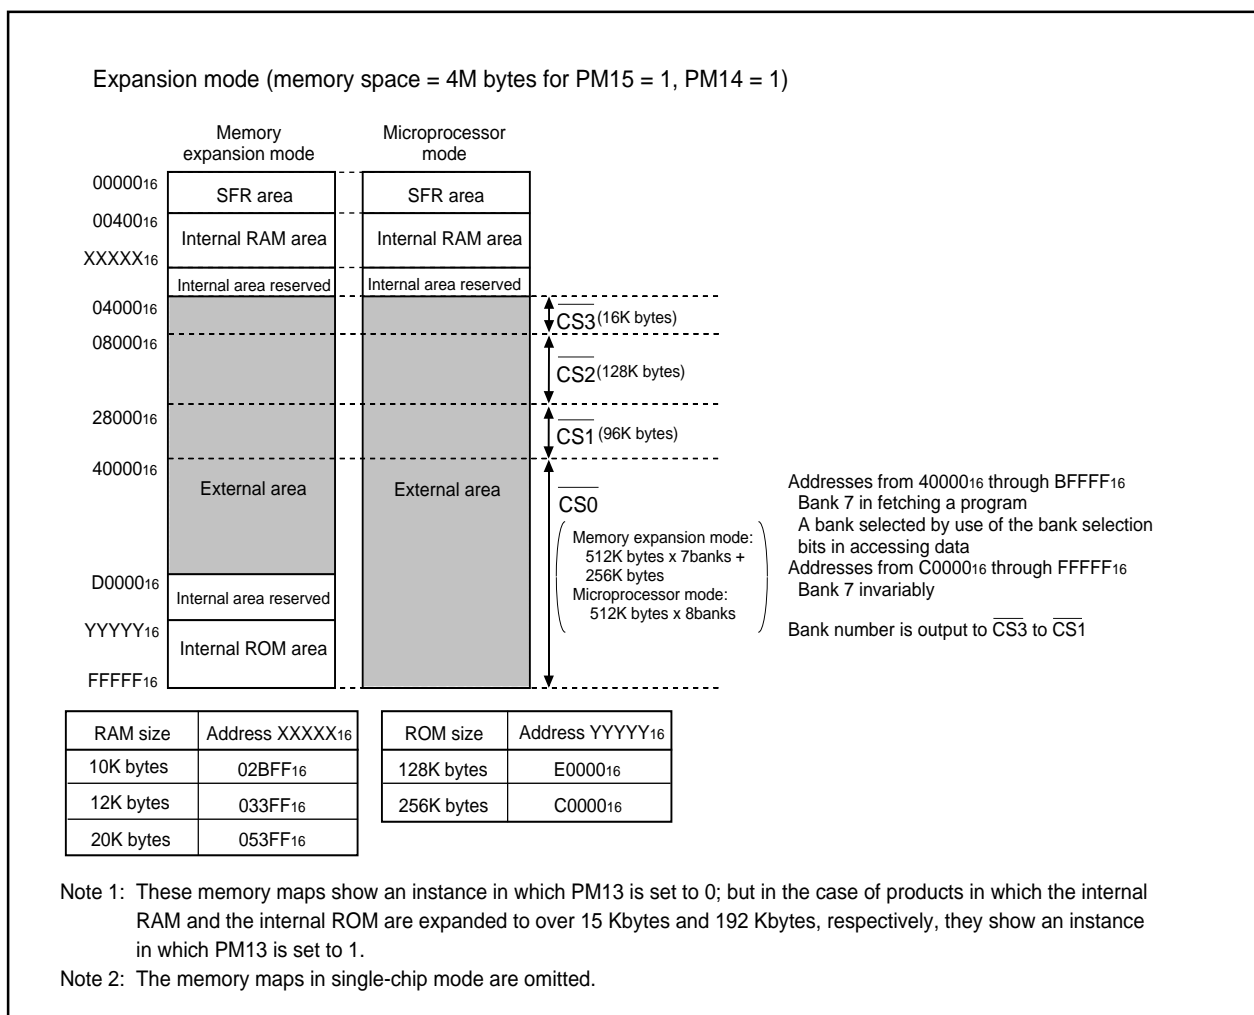 Expansion mode (memory space = 4M bytes for PM15 = 1, PM14 = 1)
Memory expansion mode
Microprocessor mode
00000₁₆
SFR area
SFR area
00400₁₆
Internal RAM area
Internal RAM area
XXXXX₁₆
Internal area reserved
Internal area reserved
04000₁₆
CS3 (16K bytes)
08000₁₆
CS2 (128K bytes)
28000₁₆
CS1 (96K bytes)
40000₁₆
External area
External area
CS0
Memory expansion mode:
512K bytes x 7banks +
256K bytes
Microprocessor mode:
512K bytes x 8banks
Addresses from 40000₁₆ through BFFFF₁₆
Bank 7 in fetching a program
A bank selected by use of the bank selection
bits in accessing data
Addresses from C0000₁₆ through FFFFF₁₆
Bank 7 invariably
Bank number is output to CS3 to CS1
D0000₁₆
Internal area reserved
YYYYY₁₆
Internal ROM area
FFFFF₁₆
RAM size Address XXXXX₁₆
10K bytes 02BFF₁₆
12K bytes 033FF₁₆
20K bytes 053FF₁₆
ROM size Address YYYYY₁₆
128K bytes E0000₁₆
256K bytes C0000₁₆
Note 1: These memory maps show an instance in which PM13 is set to 0; but in the case of products in which the internal
RAM and the internal ROM are expanded to over 15 Kbytes and 192 Kbytes, respectively, they show an instance
in which PM13 is set to 1.
Note 2: The memory maps in single-chip mode are omitted.